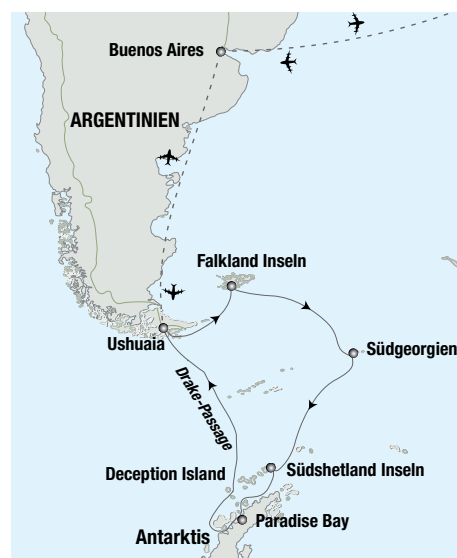 Buenos Aires
ARGENTINIEN
Falkland Inseln
Ushuaia
Südgeorgien
Drake-Passage
Deception Island
Südshetland Inseln
Antarktis
Paradise Bay